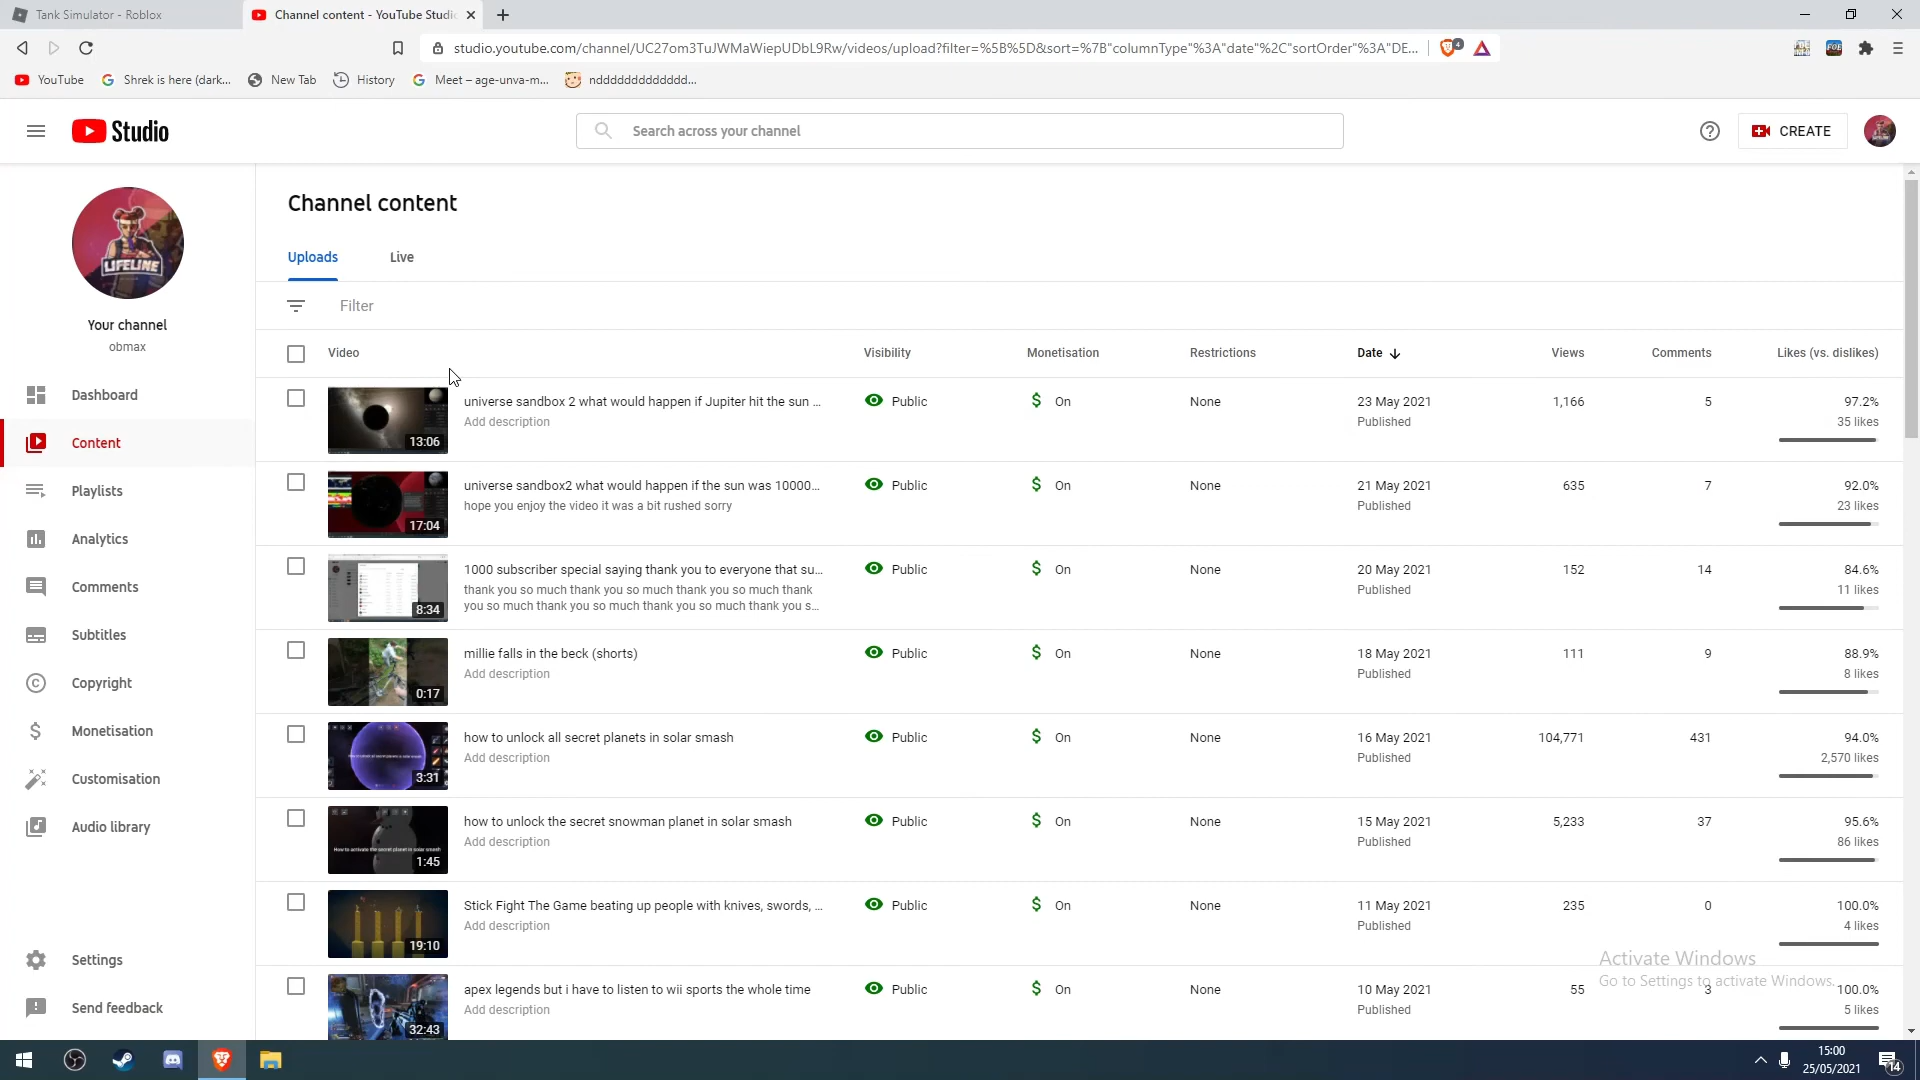 Tank Simulator - Roblox
Channel content - YouTube Studio
studio.youtube.com/channel/UC27om3TuJWMaWiepUDbL9Rw/videos/upload?filter=%5B%5D&sort=%7B"columnType"%3A"date"%2C"sortOrder"%3A"DE...
4
YouTube
Shrek is here (dark...
New Tab
History
Meet – age-unva-m...
ndddddddddddddd...
Studio
Search across your channel
CREATE
LIFELINE
Your channel
obmax
Dashboard
Content
Playlists
Analytics
Comments
Subtitles
Copyright
Monetisation
Customisation
Audio library
Settings
Send feedback
Channel content
Uploads Live
Filter
Video Visibility Monetisation Restrictions Date Views Comments Likes (vs. dislikes)
13:06 universe sandbox 2 what would happen if Jupiter hit the sun ... Public On None 23 May 2021 1,166 5 97.2%
Add description Published 35 likes
17:04 universe sandbox2 what would happen if the sun was 10000... Public On None 21 May 2021 635 7 92.0%
hope you enjoy the video it was a bit rushed sorry Published 23 likes
8:34 1000 subscriber special saying thank you to everyone that su... Public On None 20 May 2021 152 14 84.6%
thank you so much thank you so much thank you so much thank Published 11 likes
you so much thank you so much thank you so much thank you s...
0:17 millie falls in the beck (shorts) Public On None 18 May 2021 111 9 88.9%
Add description Published 8 likes
3:31 how to unlock all secret planets in solar smash Public On None 16 May 2021 104,771 431 94.0%
Add description Published 2,570 likes
How to activate the secret planet in solar smash
1:45 how to unlock the secret snowman planet in solar smash Public On None 15 May 2021 5,233 37 95.6%
Add description Published 86 likes
19:10 Stick Fight The Game beating up people with knives, swords, ... Public On None 11 May 2021 235 0 100.0%
Add description Published 4 likes
32:43 apex legends but i have to listen to wii sports the whole time Public On None 10 May 2021 55 3 100.0%
Add description Published 5 likes
Activate Windows
Go to Settings to activate Windows.
15:00
25/05/2021
14